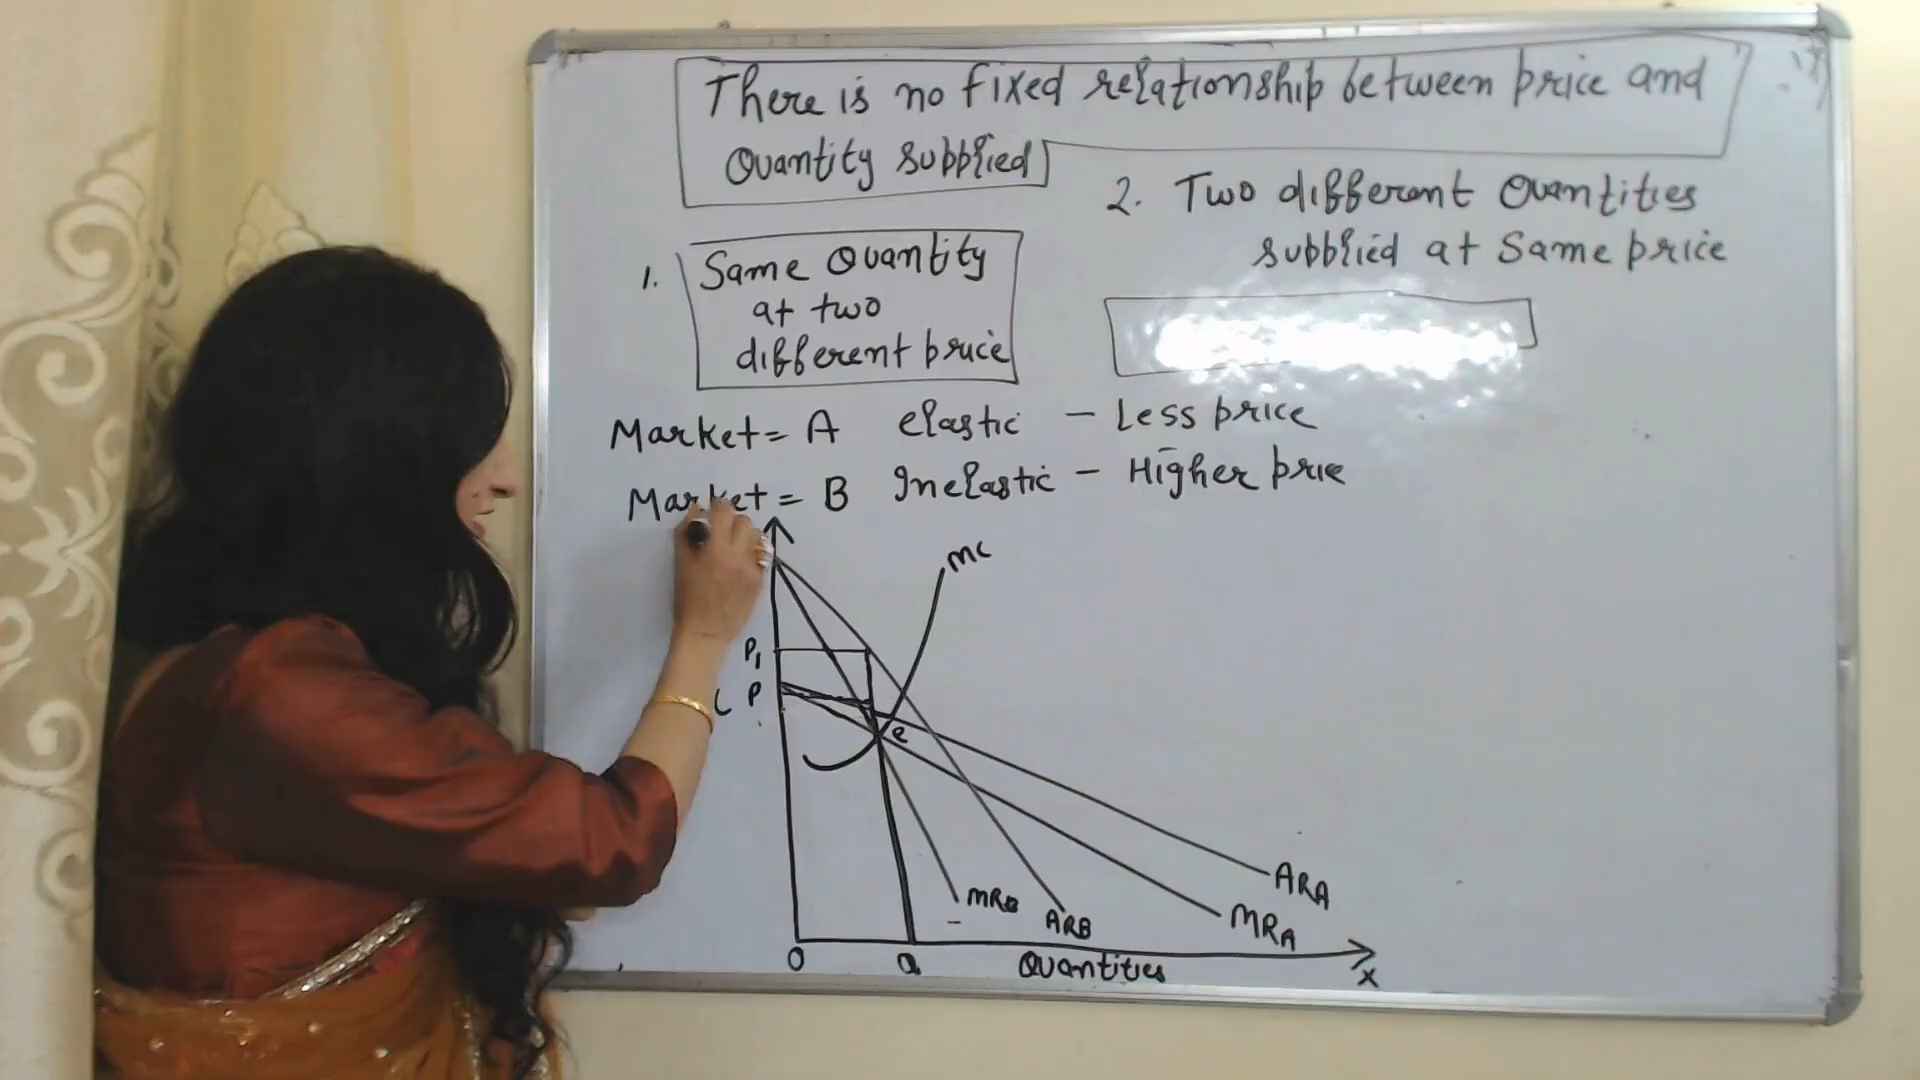 There is no fixed relationship between price and
Quantity supplied
1. Same Quantity
at two
different price
2. Two different Quantities
supplied at Same price
Market = A elastic - Less price
Market = B Inelastic - Higher price
MC
P1
P
e
MRB
ARB
ARA
MRA
O
Q
Quantities
X